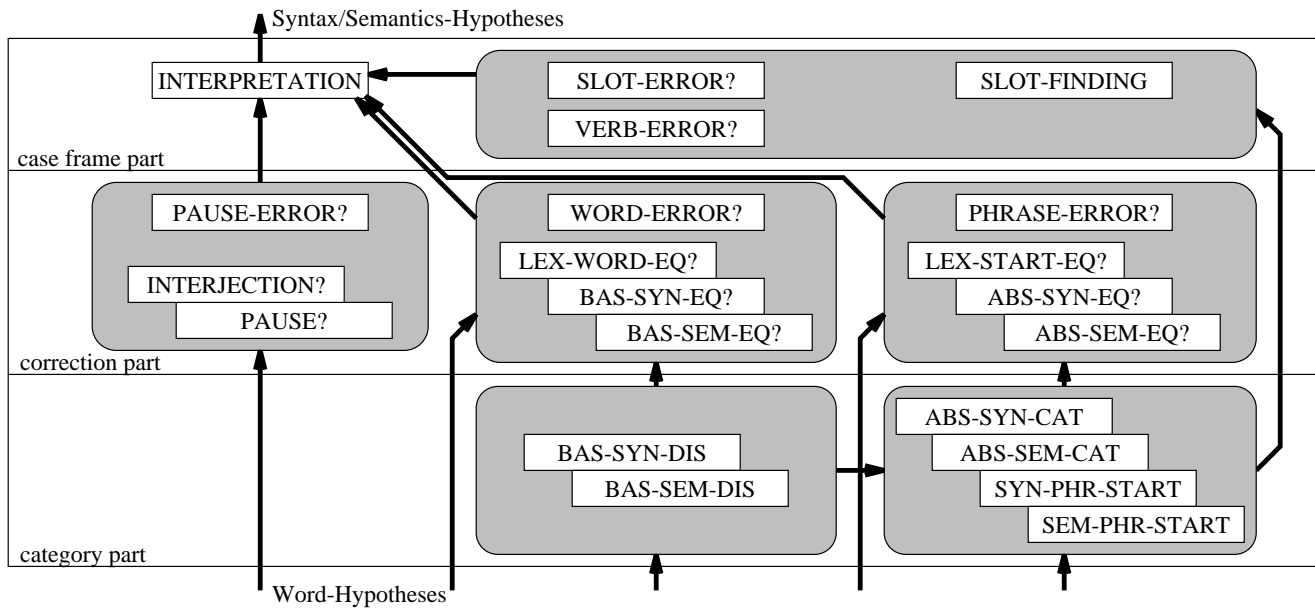 Syntax/Semantics-Hypotheses
INTERPRETATION
SLOT-ERROR?
SLOT-FINDING
VERB-ERROR?
case frame part
PAUSE-ERROR?
WORD-ERROR?
PHRASE-ERROR?
LEX-WORD-EQ?
LEX-START-EQ?
INTERJECTION?
BAS-SYN-EQ?
ABS-SYN-EQ?
PAUSE?
BAS-SEM-EQ?
ABS-SEM-EQ?
correction part
ABS-SYN-CAT
BAS-SYN-DIS
ABS-SEM-CAT
BAS-SEM-DIS
SYN-PHR-START
SEM-PHR-START
category part
Word-Hypotheses